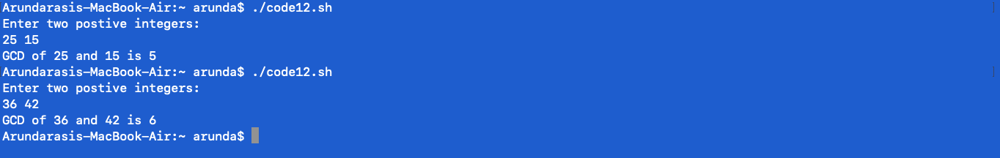 Arundarasis-MacBook-Air:~ arunda$ ./code12.sh
Enter two postive integers:
25 15
GCD of 25 and 15 is 5
Arundarasis-MacBook-Air:~ arunda$ ./code12.sh
Enter two postive integers:
36 42
GCD of 36 and 42 is 6
Arundarasis-MacBook-Air:~ arunda$